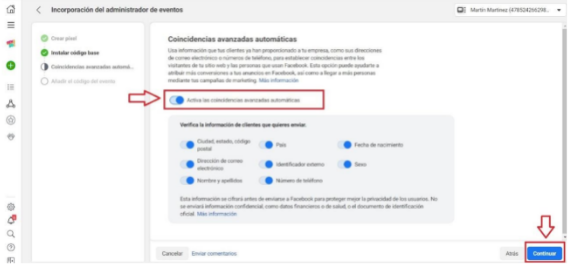 Incorporación del administrador de eventos
Martin Martinez (47852425629...
Crear píxel
Instalar código base
Coincidencias avanzadas automá...
Añade el código del evento
Coincidencias avanzadas automáticas
Usa información que tus clientes ya han proporcionado a tu empresa, como sus direcciones
de correo electrónico o números de teléfono, para establecer coincidencias entre los
visitantes de tu sitio web y las personas que usan Facebook. Esta opción puede ayudarte a
atribuir más conversiones a tus anuncios en Facebook, así como a llegar a más personas
mediante tus campañas de marketing. Más información
Activa las coincidencias avanzadas automáticas
Verifica la información de clientes que quieres enviar.
Ciudad, estado, código
postal
País
Fecha de nacimiento
Dirección de correo
electrónico
Identificador externo
Sexo
Nombre y apellidos
Número de teléfono
Esta información se cifrará antes de enviarse a Facebook para proteger mejor la privacidad de los usuarios. No
se enviará información confidencial, como datos financieros o de salud, o el documento de identificación
oficial. Más información
Cancelar
Enviar comentarios
Atrás
Continuar